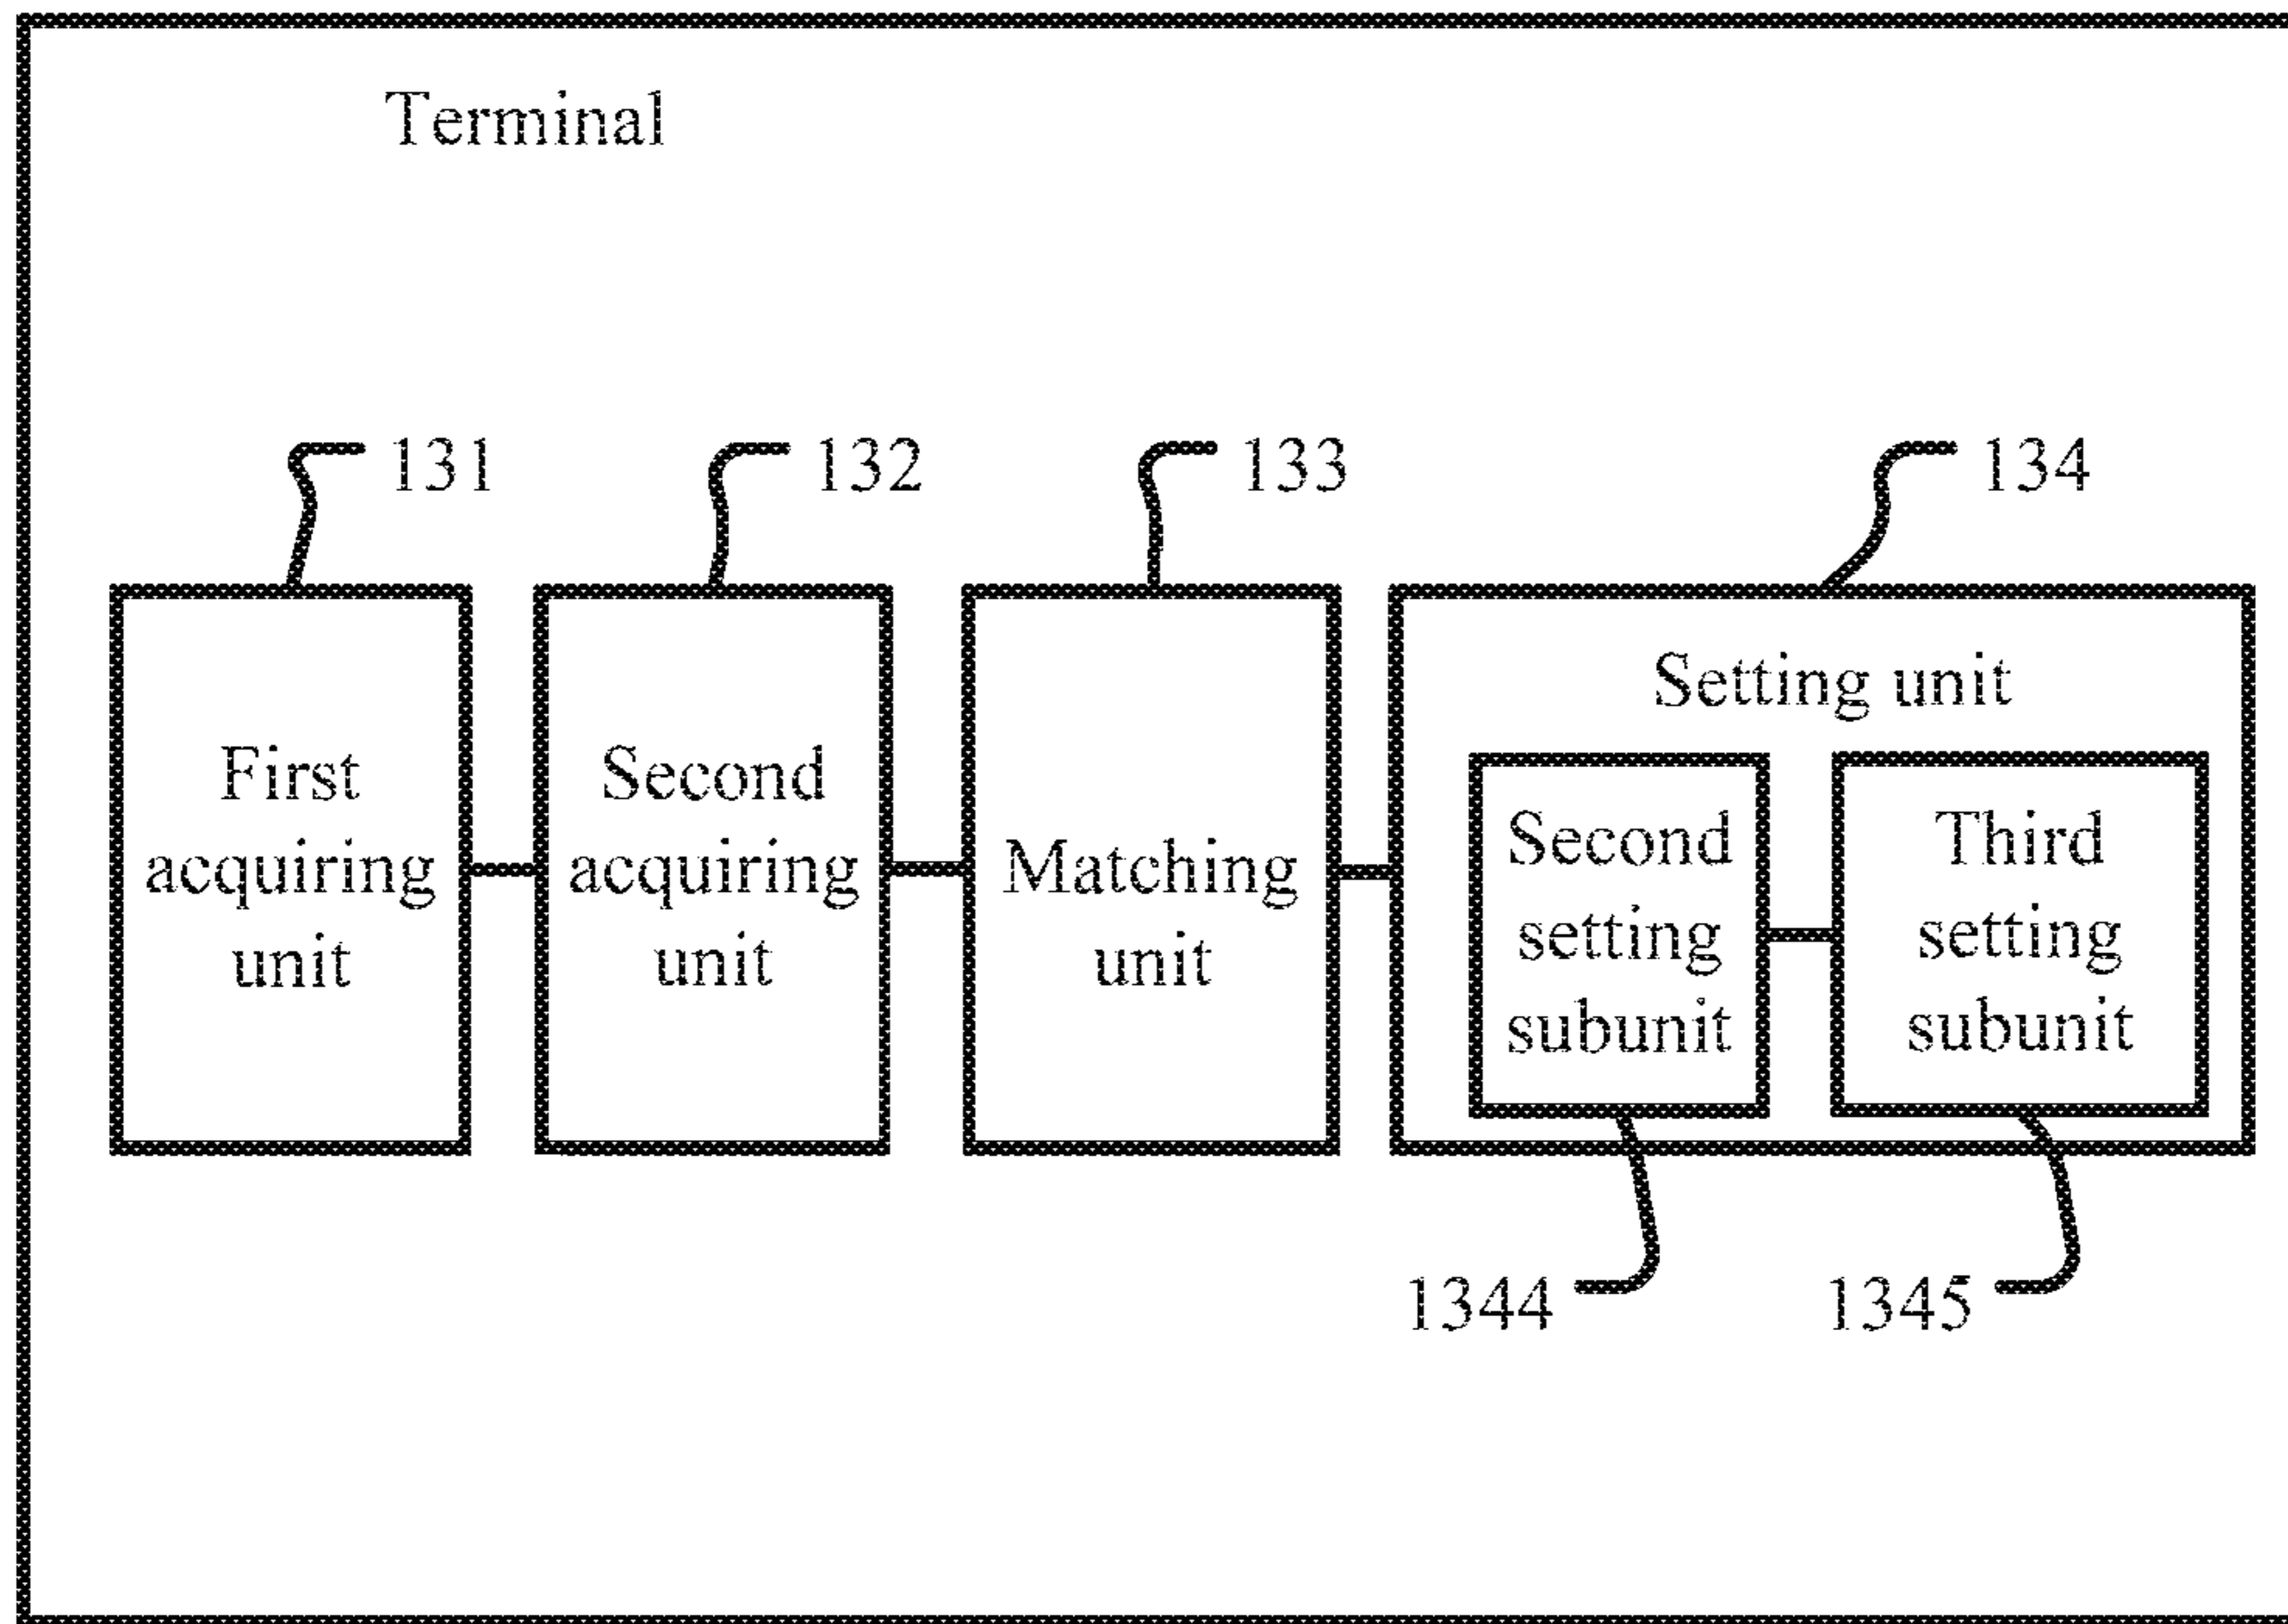 Terminal
131
132
133
134
First
acquiring
unit
Second
acquiring
unit
Matching
unit
Setting unit
Second
setting
subunit
Third
setting
subunit
1344
1345